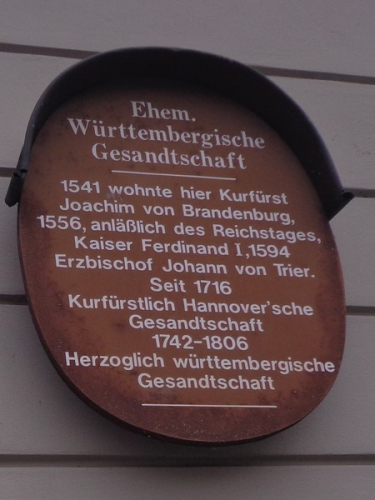 Ehem.
Württembergische
Gesandtschaft
1541 wohnte hier Kurfürst
Joachim von Brandenburg,
1556, anläßlich des Reichstages,
Kaiser Ferdinand I,1594
Erzbischof Johann von Trier.
Seit 1716
Kurfürstlich Hannover'sche
Gesandtschaft
1742-1806
Herzoglich württembergische
Gesandtschaft